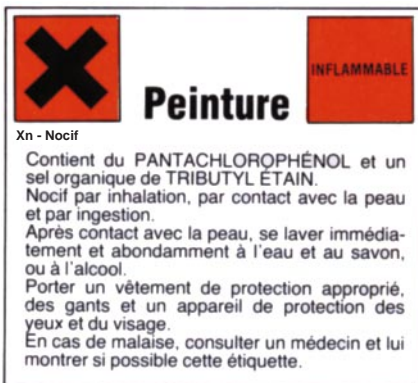 INFLAMMABLE
Peinture
Xn - Nocif
Contient du PANTACHLOROPHÉNOL et un
sel organique de TRIBUTYL ÉTAIN.
Nocif par inhalation, par contact avec la peau
et par ingestion.
Après contact avec la peau, se laver immédia-
tement et abondamment à l'eau et au savon,
ou à l'alcool.
Porter un vêtement de protection approprié,
des gants et un appareil de protection des
yeux et du visage.
En cas de malaise, consulter un médecin et lui
montrer si possible cette étiquette.